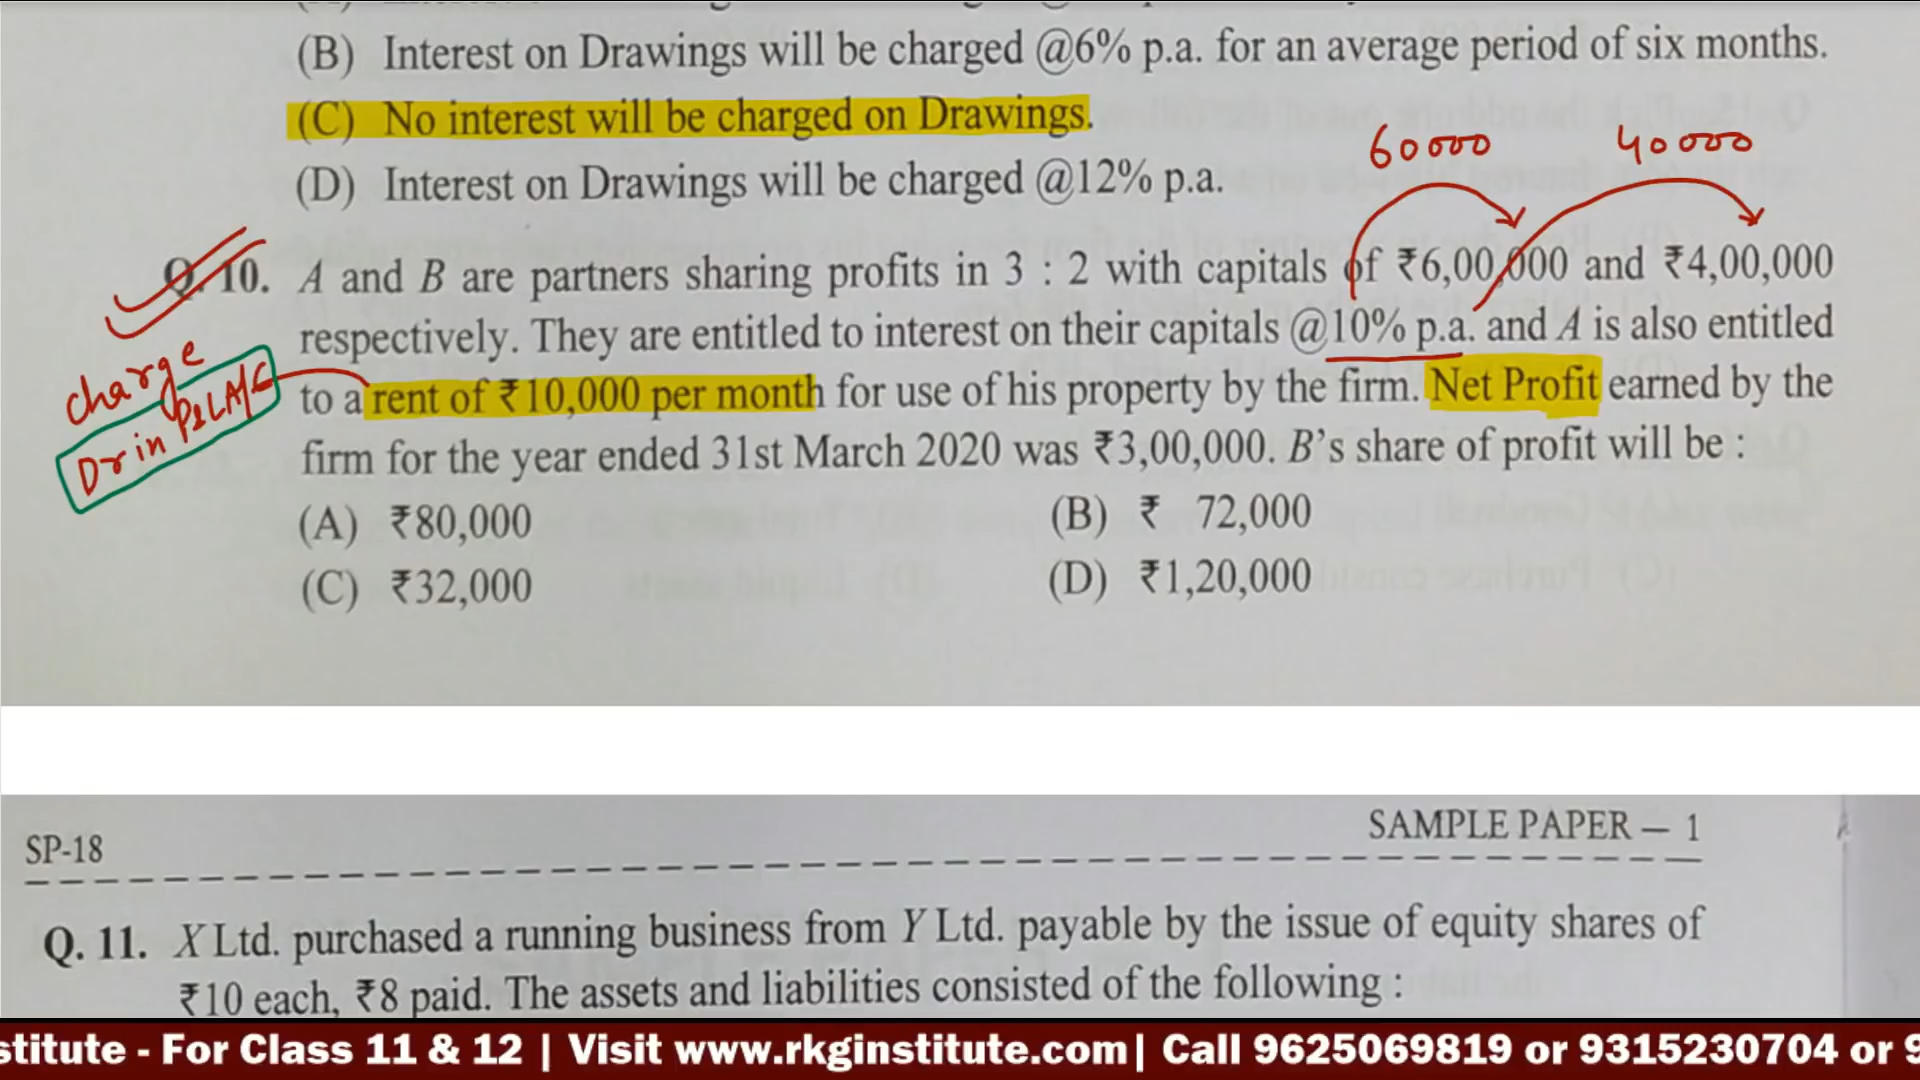 (B) Interest on Drawings will be charged @6% p.a. for an average period of six months.
(C) No interest will be charged on Drawings.
(D) Interest on Drawings will be charged @12% p.a.
60000 40000
Q. 10. A and B are partners sharing profits in 3 : 2 with capitals of ₹6,00,000 and ₹4,00,000
respectively. They are entitled to interest on their capitals @10% p.a. and A is also entitled
to a rent of ₹10,000 per month for use of his property by the firm. Net Profit earned by the
firm for the year ended 31st March 2020 was ₹3,00,000. B's share of profit will be :
charge
Dr in P&L A/C
(A) ₹80,000 (B) ₹ 72,000
(C) ₹32,000 (D) ₹1,20,000
SP-18 SAMPLE PAPER — 1
Q. 11. X Ltd. purchased a running business from Y Ltd. payable by the issue of equity shares of
₹10 each, ₹8 paid. The assets and liabilities consisted of the following :
stitute - For Class 11 & 12 | Visit www.rkginstitute.com| Call 9625069819 or 9315230704 or 9